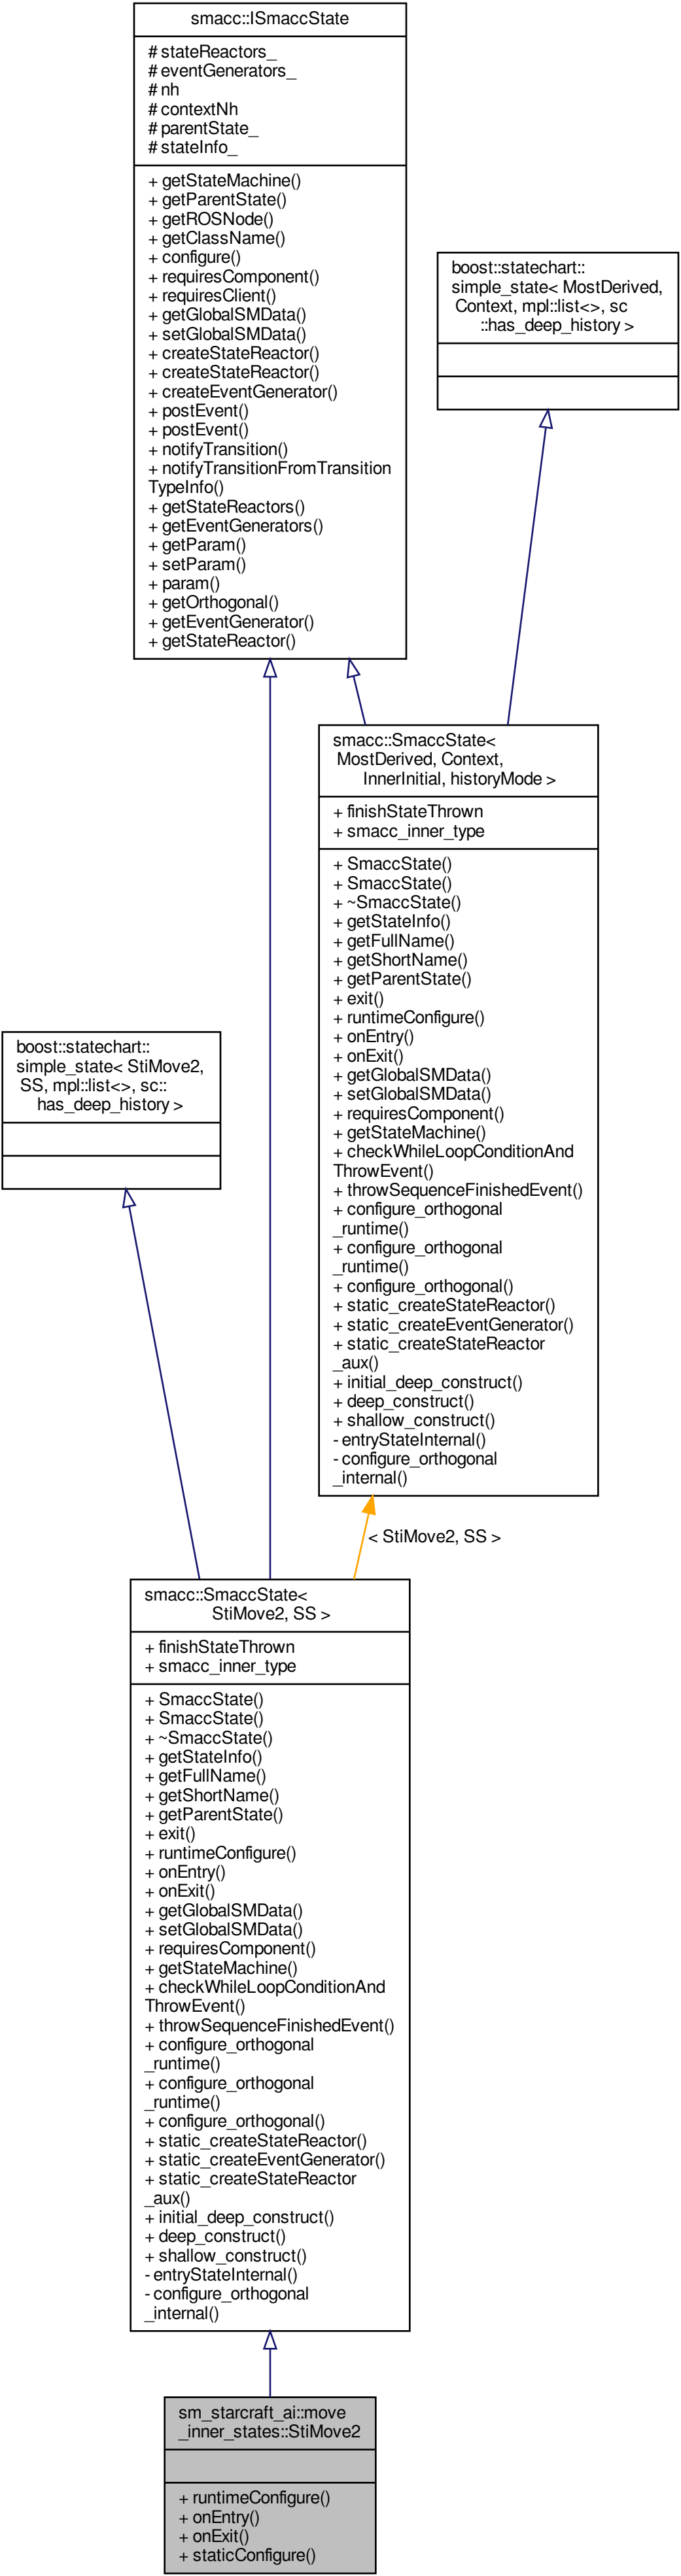 smacc::ISmaccState
# stateReactors_
# eventGenerators_
# nh
# contextNh
# parentState_
# stateInfo_
+ getStateMachine()
+ getParentState()
+ getROSNode()
+ getClassName()
+ configure()
+ requiresComponent()
+ requiresClient()
+ getGlobalSMData()
+ setGlobalSMData()
+ createStateReactor()
+ createStateReactor()
+ createEventGenerator()
+ postEvent()
+ postEvent()
+ notifyTransition()
+ notifyTransitionFromTransition
TypeInfo()
+ getStateReactors()
+ getEventGenerators()
+ getParam()
+ setParam()
+ param()
+ getOrthogonal()
+ getEventGenerator()
+ getStateReactor()
boost::statechart::
simple_state< MostDerived,
Context, mpl::list<>, sc
::has_deep_history >
smacc::SmaccState<
MostDerived, Context,
InnerInitial, historyMode >
+ finishStateThrown
+ smacc_inner_type
+ SmaccState()
+ SmaccState()
+ ~SmaccState()
+ getStateInfo()
+ getFullName()
+ getShortName()
+ getParentState()
+ exit()
+ runtimeConfigure()
+ onEntry()
+ onExit()
+ getGlobalSMData()
+ setGlobalSMData()
+ requiresComponent()
+ getStateMachine()
+ checkWhileLoopConditionAnd
ThrowEvent()
+ throwSequenceFinishedEvent()
+ configure_orthogonal
_runtime()
+ configure_orthogonal
_runtime()
+ configure_orthogonal()
+ static_createStateReactor()
+ static_createEventGenerator()
+ static_createStateReactor
_aux()
+ initial_deep_construct()
+ deep_construct()
+ shallow_construct()
- entryStateInternal()
- configure_orthogonal
_internal()
boost::statechart::
simple_state< StiMove2,
SS, mpl::list<>, sc::
has_deep_history >
< StiMove2, SS >
smacc::SmaccState<
StiMove2, SS >
+ finishStateThrown
+ smacc_inner_type
+ SmaccState()
+ SmaccState()
+ ~SmaccState()
+ getStateInfo()
+ getFullName()
+ getShortName()
+ getParentState()
+ exit()
+ runtimeConfigure()
+ onEntry()
+ onExit()
+ getGlobalSMData()
+ setGlobalSMData()
+ requiresComponent()
+ getStateMachine()
+ checkWhileLoopConditionAnd
ThrowEvent()
+ throwSequenceFinishedEvent()
+ configure_orthogonal
_runtime()
+ configure_orthogonal
_runtime()
+ configure_orthogonal()
+ static_createStateReactor()
+ static_createEventGenerator()
+ static_createStateReactor
_aux()
+ initial_deep_construct()
+ deep_construct()
+ shallow_construct()
- entryStateInternal()
- configure_orthogonal
_internal()
sm_starcraft_ai::move
_inner_states::StiMove2
+ runtimeConfigure()
+ onEntry()
+ onExit()
+ staticConfigure()